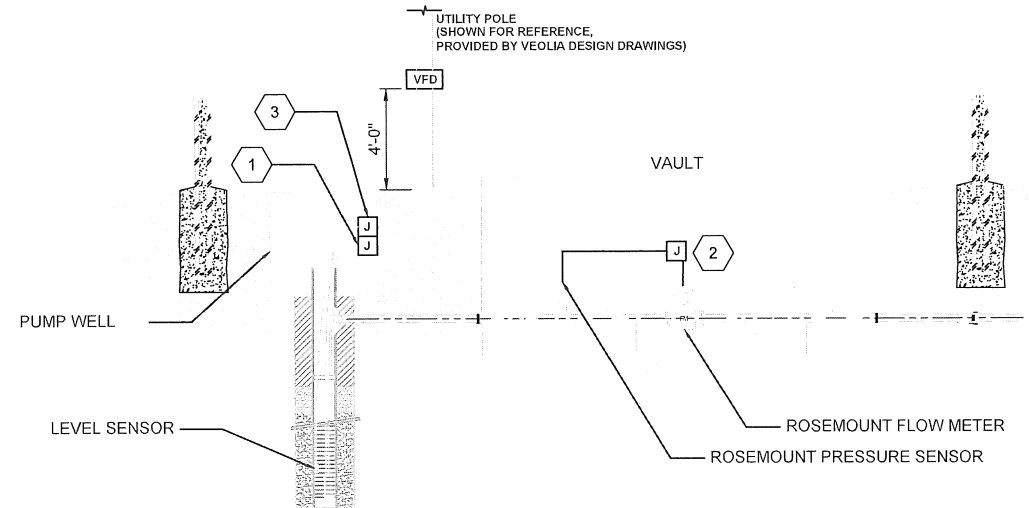 UTILITY POLE
(SHOWN FOR REFERENCE,
PROVIDED BY VEOLIA DESIGN DRAWINGS)
VFD
3
4'-0"
1
VAULT
J
J
J
2
PUMP WELL
FM
LEVEL SENSOR
ROSEMOUNT FLOW METER
ROSEMOUNT PRESSURE SENSOR